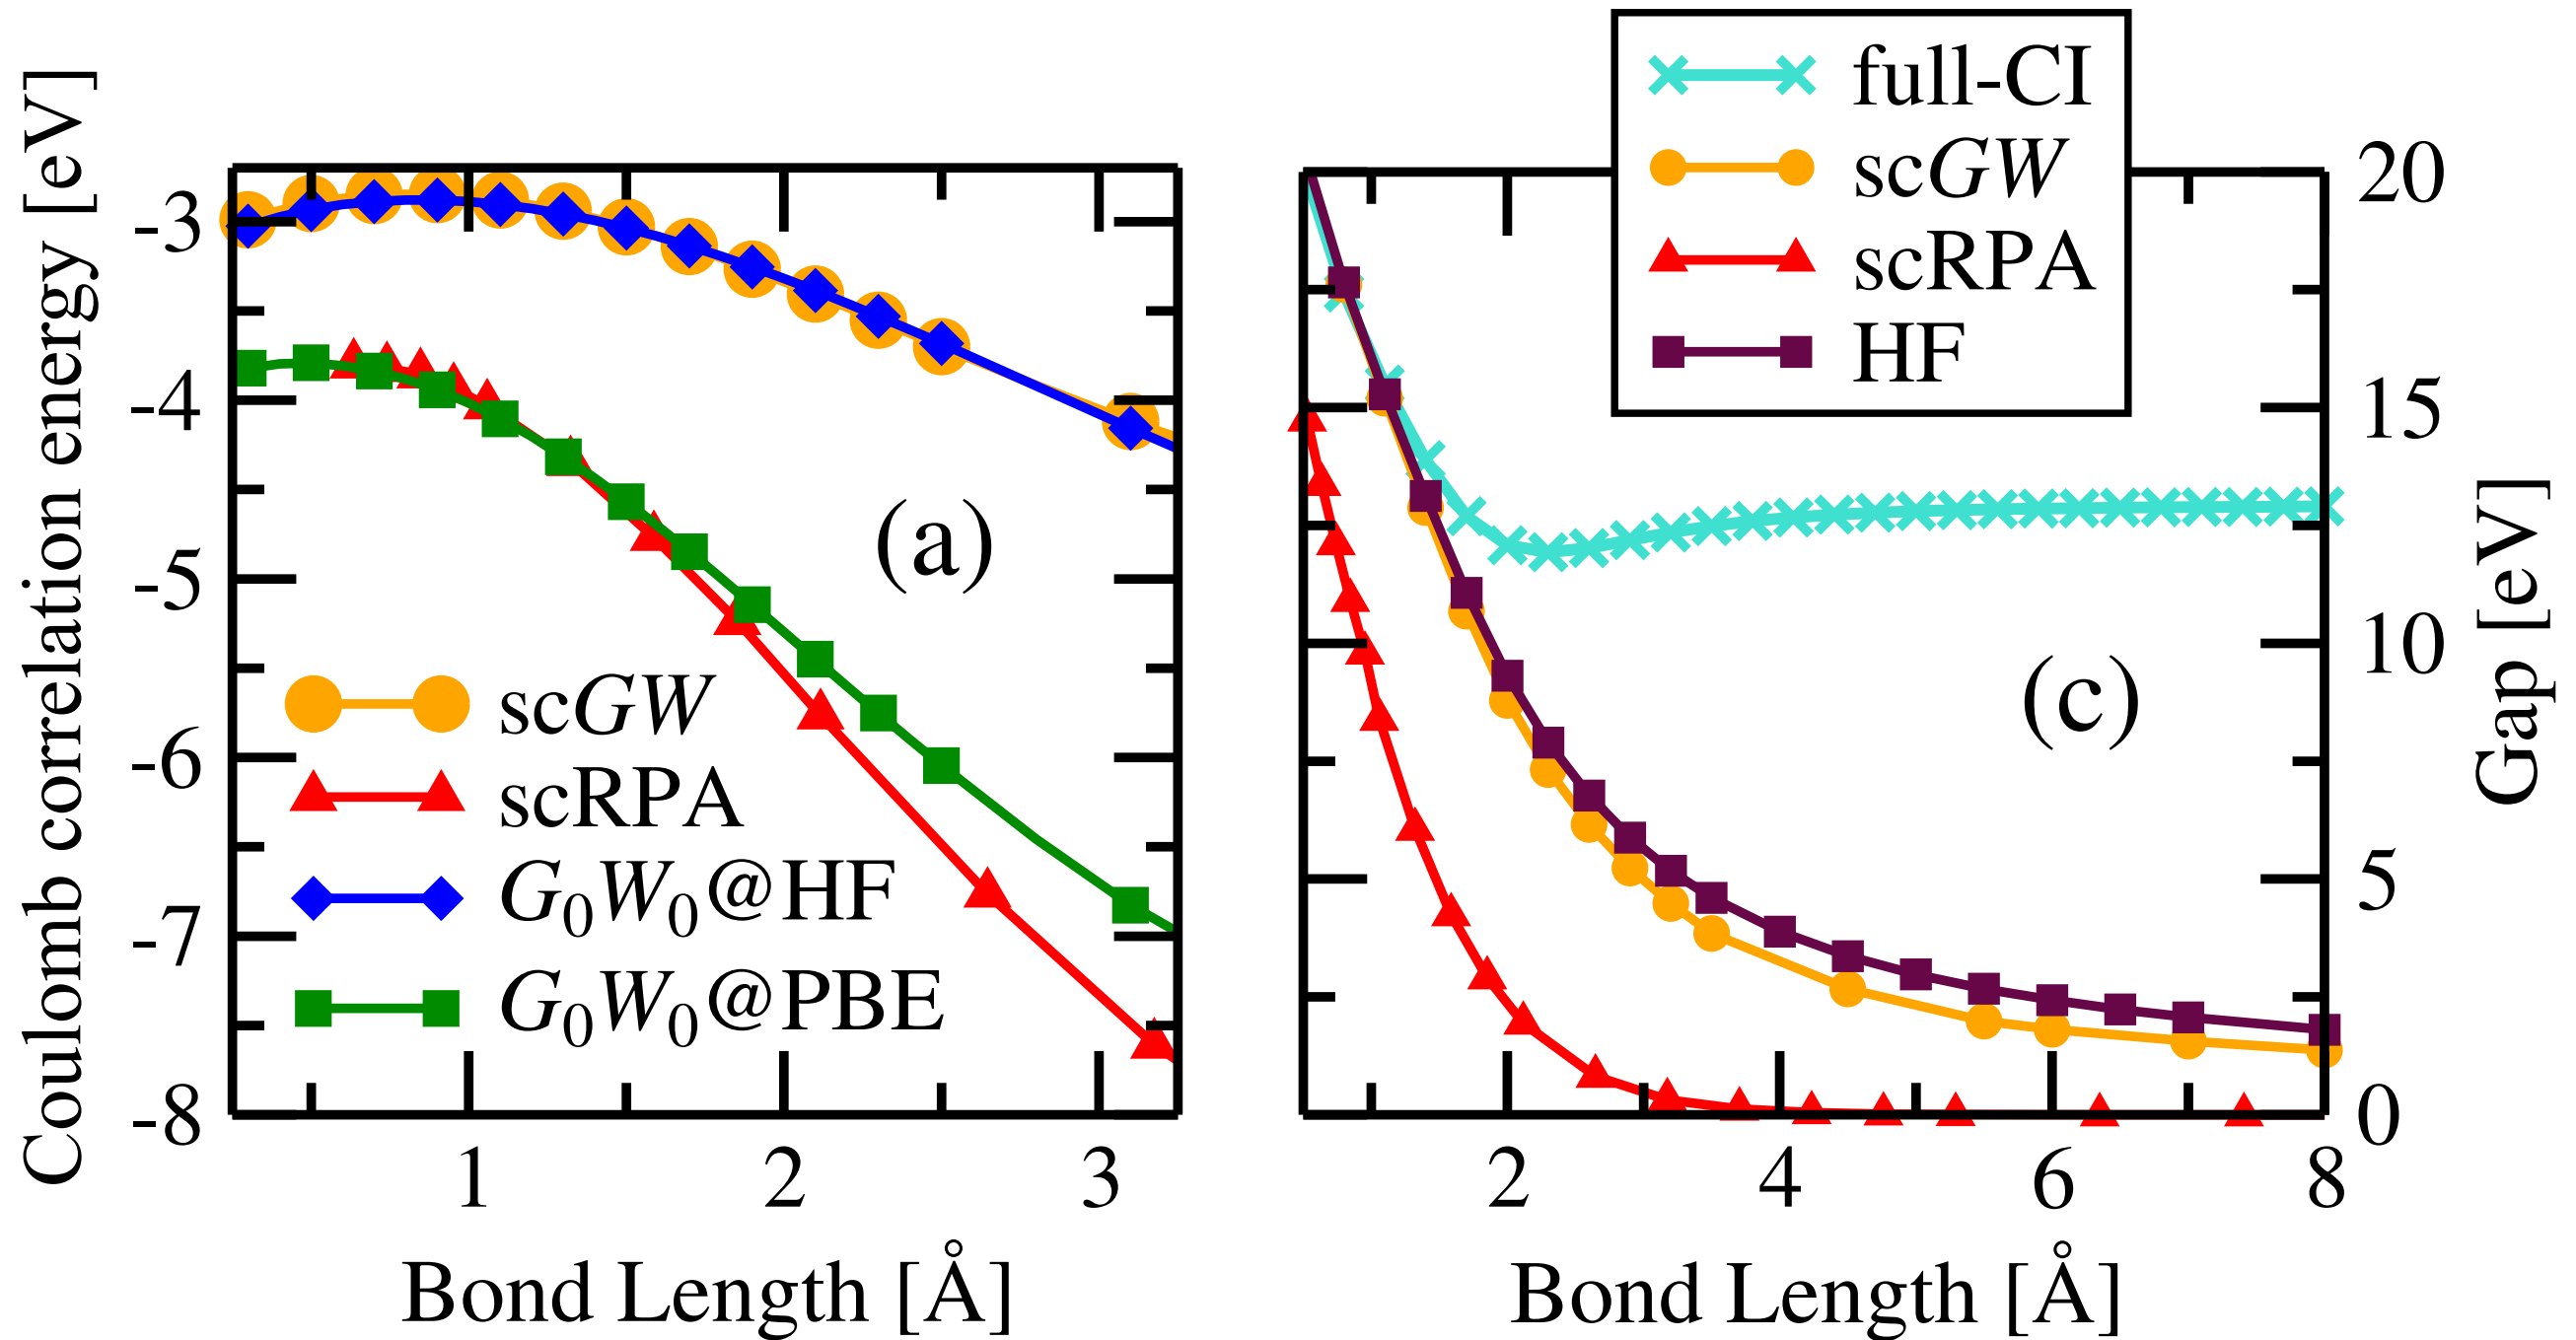 Coulomb correlation energy [eV]
-3
-4
-5
-6
-7
-8
(a)
scGW
scRPA
G₀W₀@HF
G₀W₀@PBE
1 2 3
Bond Length [Å]
full-CI
scGW
scRPA
HF
(c)
20
15
10
5
0
Gap [eV]
2 4 6 8
Bond Length [Å]